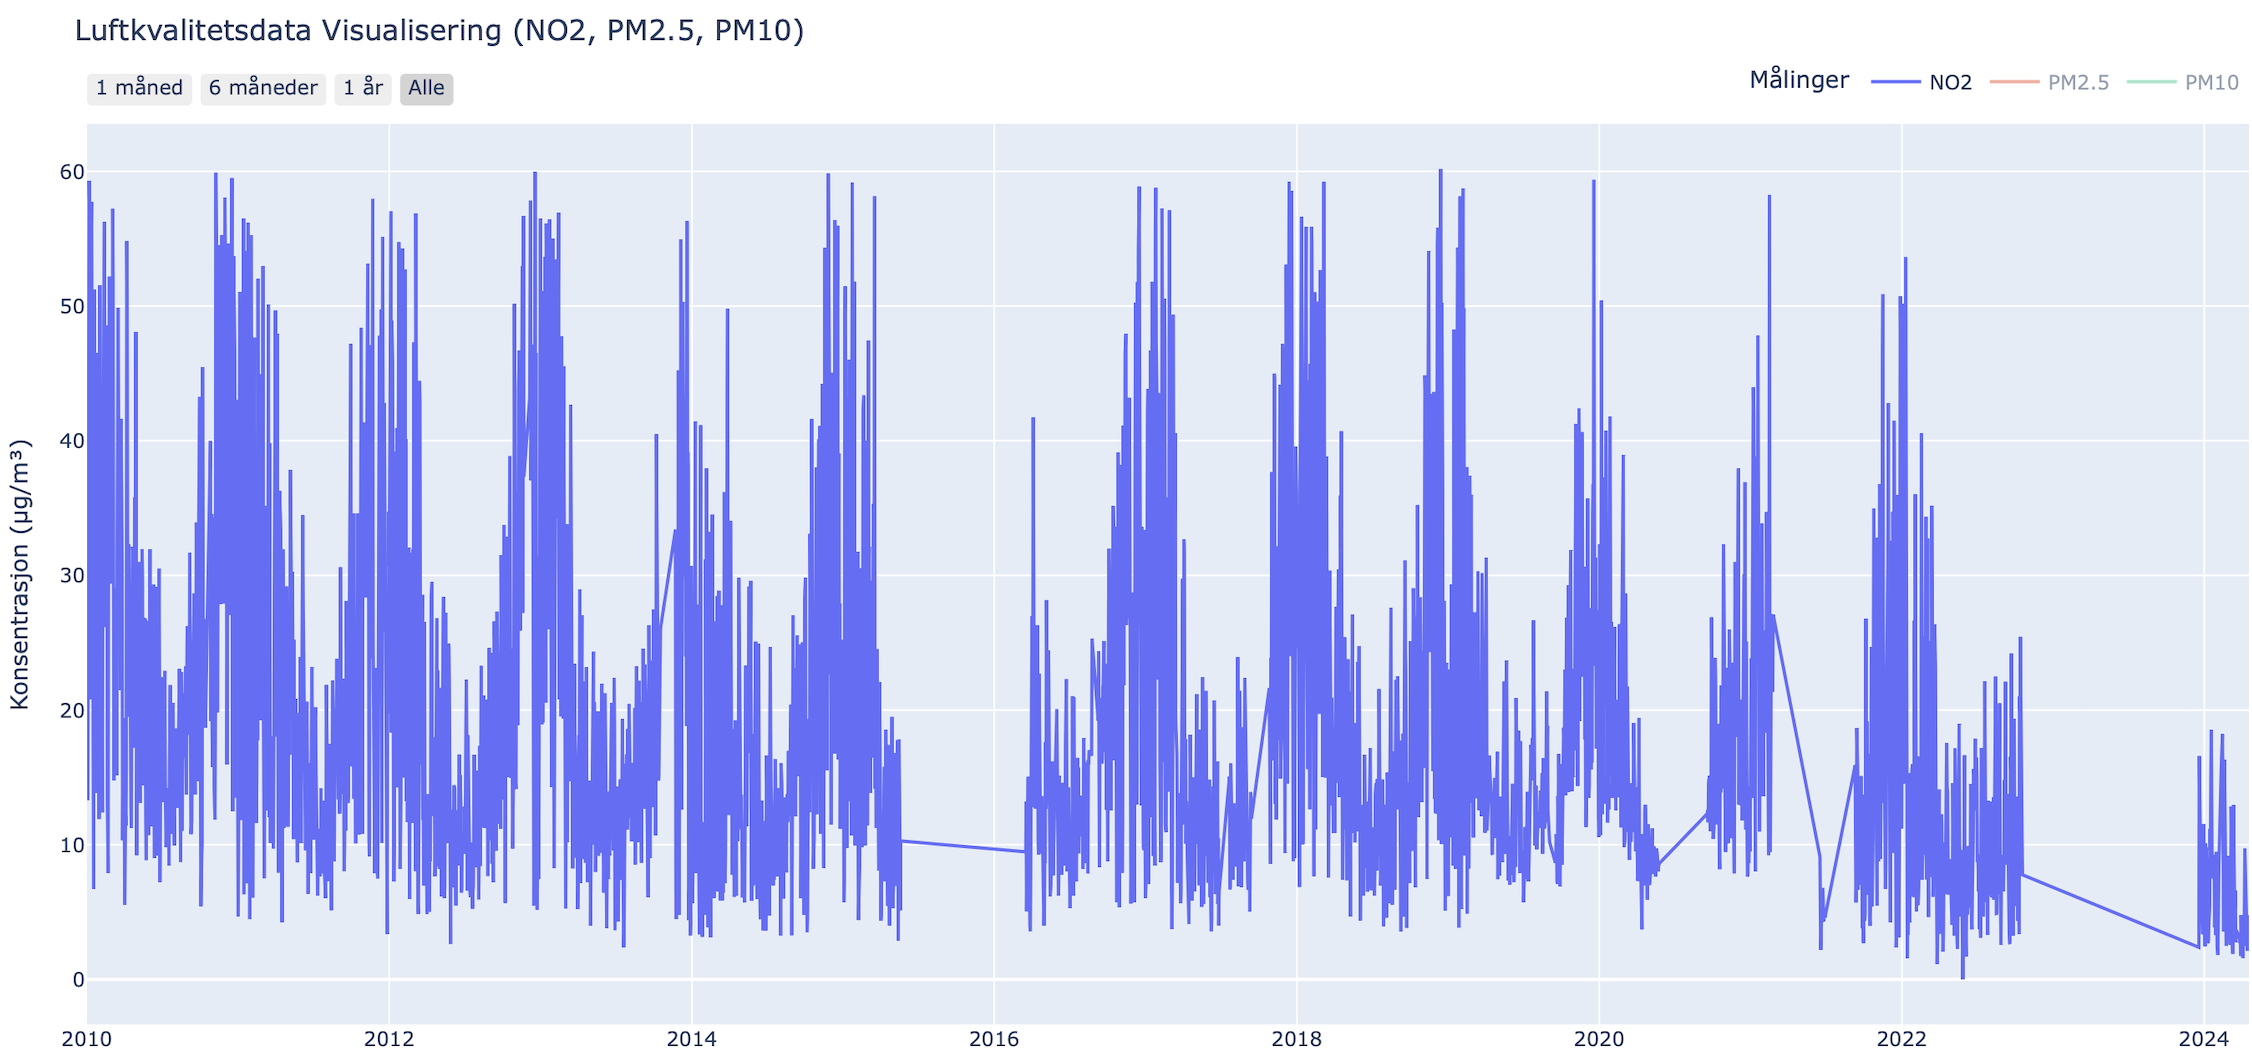 Luftkvalitetsdata Visualisering (NO2, PM2.5, PM10)
1 måned 6 måneder 1 år Alle
Målinger NO2 PM2.5 PM10
Konsentrasjon (µg/m³)
60
50
40
30
20
10
0
2010 2012 2014 2016 2018 2020 2022 2024